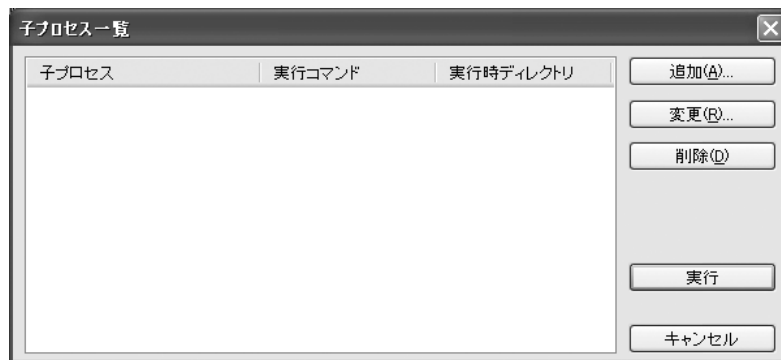 子プロセス一覧
子プロセス 実行コマンド 実行時ディレクトリ
追加(A)...
変更(R)...
削除(D)
実行
キャンセル